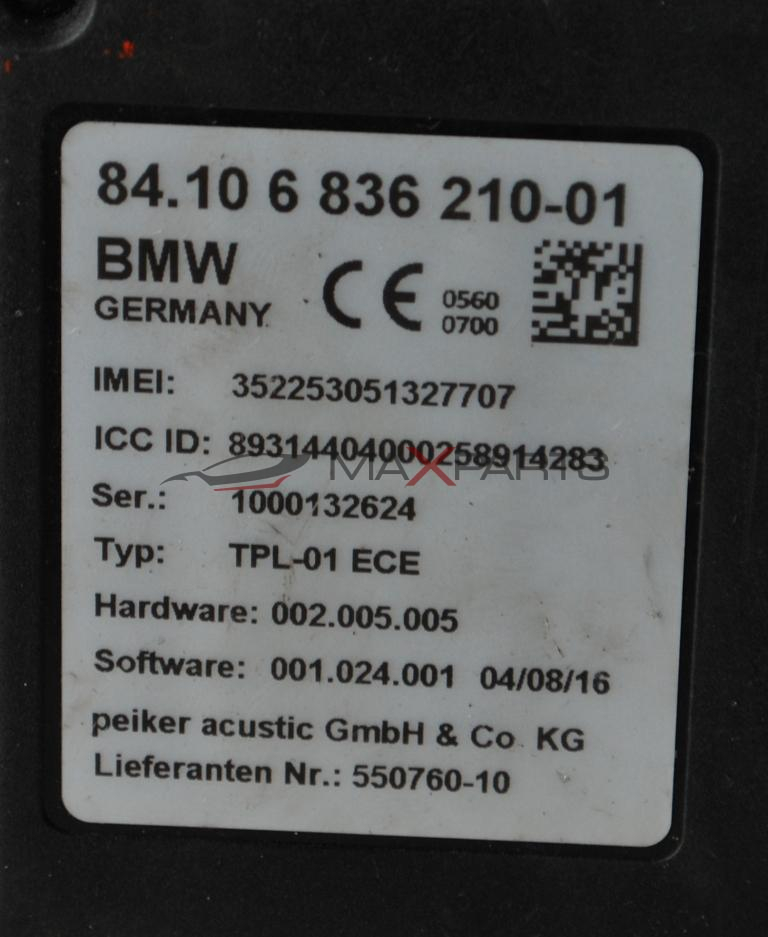 84.10 6 836 210-01
BMW
GERMANY
CE 0560
0700
IMEI: 352253051327707
ICC ID: 89314404000258914283
MAXPARTS
Ser.: 1000132624
Typ: TPL-01 ECE
Hardware: 002.005.005
Software: 001.024.001 04/08/16
peiker acustic GmbH & Co. KG
Lieferanten Nr.: 550760-10